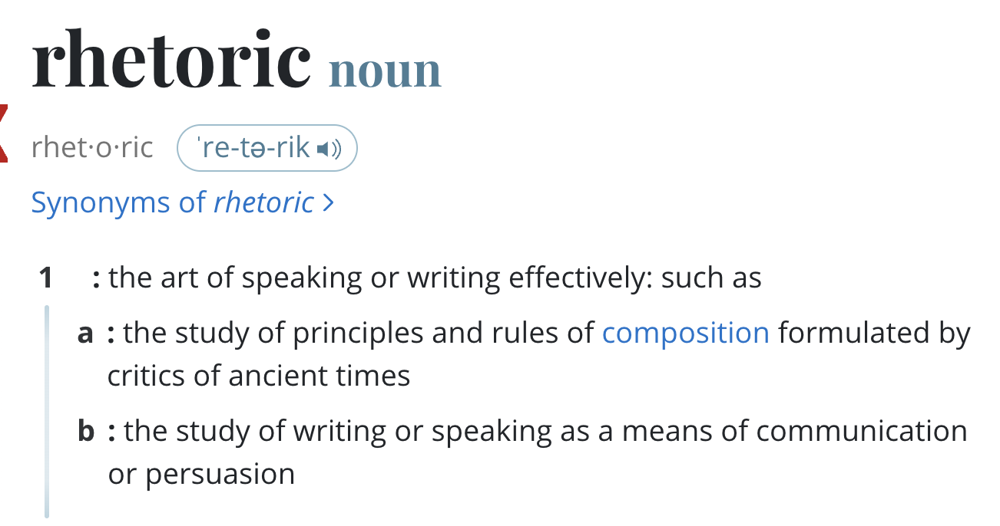 rhetoric noun
rhet·o·ric ˈre-tə-rik
Synonyms of rhetoric
1 : the art of speaking or writing effectively: such as
a : the study of principles and rules of composition formulated by
critics of ancient times
b : the study of writing or speaking as a means of communication
or persuasion